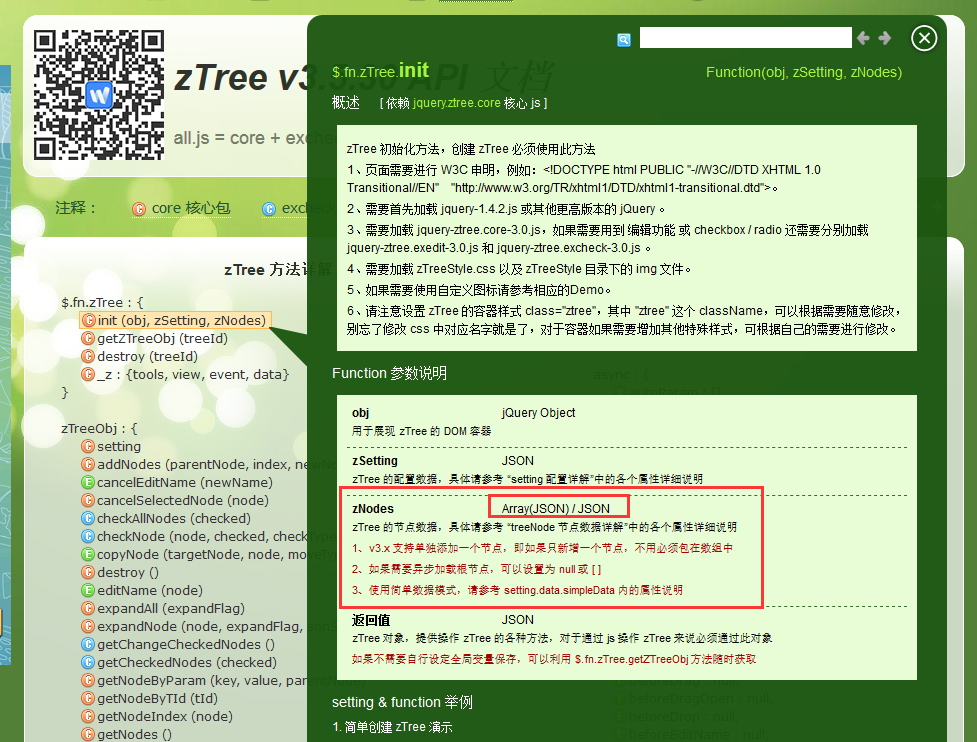 zTree v3.5 API 文档
all.js = core + exche
注释：
core 核心包
exch
zTree 方法详解
$.fn.zTree : {
init (obj, zSetting, zNodes)
getZTreeObj (treeId)
destroy (treeId)
_z : {tools, view, event, data}
}
zTreeObj : {
setting
addNodes (parentNode, index, newNo
cancelEditName (newName)
cancelSelectedNode (node)
checkAllNodes (checked)
checkNode (node, checked, checkType
copyNode (targetNode, node, moveTy
destroy ()
editName (node)
expandAll (expandFlag)
expandNode (node, expandFlag, sonS
getChangeCheckedNodes ()
getCheckedNodes (checked)
getNodeByParam (key, value, parentN
getNodeByTId (tId)
getNodeIndex (node)
getNodes ()
$.fn.zTree.init
Function(obj, zSetting, zNodes)
概述 [ 依赖 jquery.ztree.core 核心 js ]
zTree 初始化方法，创建 zTree 必须使用此方法
1、页面需要进行 W3C 申明，例如：<!DOCTYPE html PUBLIC "-//W3C//DTD XHTML 1.0
Transitional//EN" "http://www.w3.org/TR/xhtml1/DTD/xhtml1-transitional.dtd">。
2、需要首先加载 jquery-1.4.2.js 或其他更高版本的 jQuery 。
3、需要加载 jquery-ztree.core-3.0.js，如果需要用到 编辑功能 或 checkbox / radio 还需要分别加载
jquery-ztree.exedit-3.0.js 和 jquery-ztree.excheck-3.0.js 。
4、需要加载 zTreeStyle.css 以及 zTreeStyle 目录下的 img 文件。
5、如果需要使用自定义图标请参考相应的Demo。
6、请注意设置 zTree 的容器样式 class="ztree"，其中 "ztree" 这个 className，可以根据需要随意修改，
别忘了修改 css 中对应名字就是了，对于容器如果需要增加其他特殊样式，可根据自己的需要进行修改。
Function 参数说明
async : {
obj jQuery Object
用于展现 zTree 的 DOM 容器
zSetting JSON
zTree 的配置数据，具体请参考 “setting 配置详解”中的各个属性详细说明
zNodes Array(JSON) / JSON
zTree 的节点数据，具体请参考 “treeNode 节点数据详解”中的各个属性详细说明
1、v3.x 支持单独添加一个节点，即如果只新增一个节点，不用必须包在数组中
2、如果需要异步加载根节点，可以设置为 null 或 [ ]
3、使用简单数据模式，请参考 setting.data.simpleData 内的属性说明
返回值 JSON
zTree 对象，提供操作 zTree 的各种方法，对于通过 js 操作 zTree 来说必须通过此对象
如果不需要自行设定全局变量保存，可以利用 $.fn.zTree.getZTreeObj 方法随时获取
beforeDragOpen : null,
beforeDrop : null,
beforeEditName : null,
setting & function 举例
1. 简单创建 zTree 演示